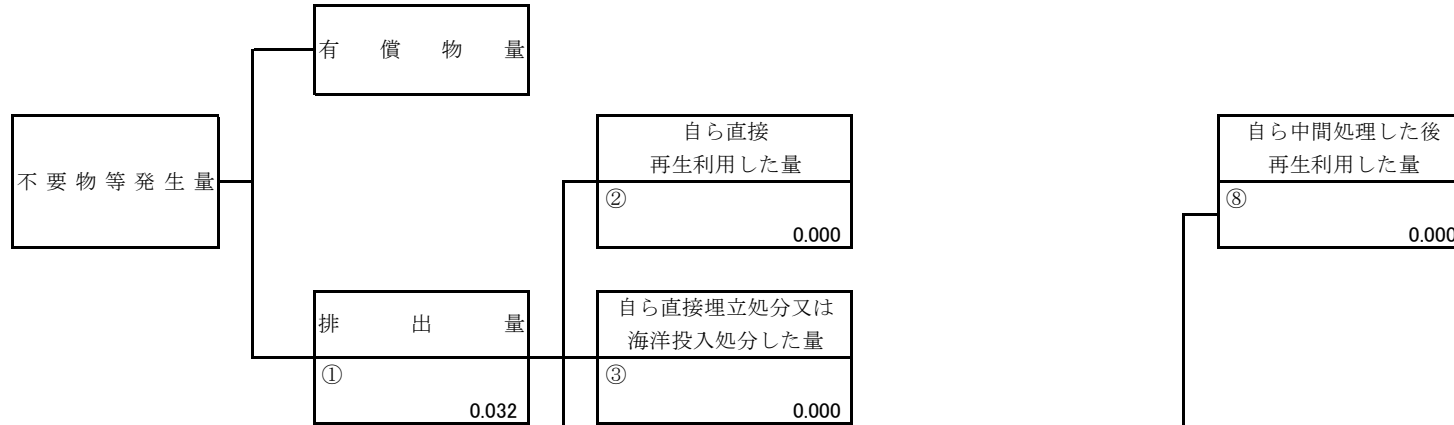 有償物量
不要物等発生量
自ら直接
再生利用した量
②
0.000
自ら中間処理した後
再生利用した量
⑧
0.000
排出量
①
0.032
自ら直接埋立処分又は
海洋投入処分した量
③
0.000